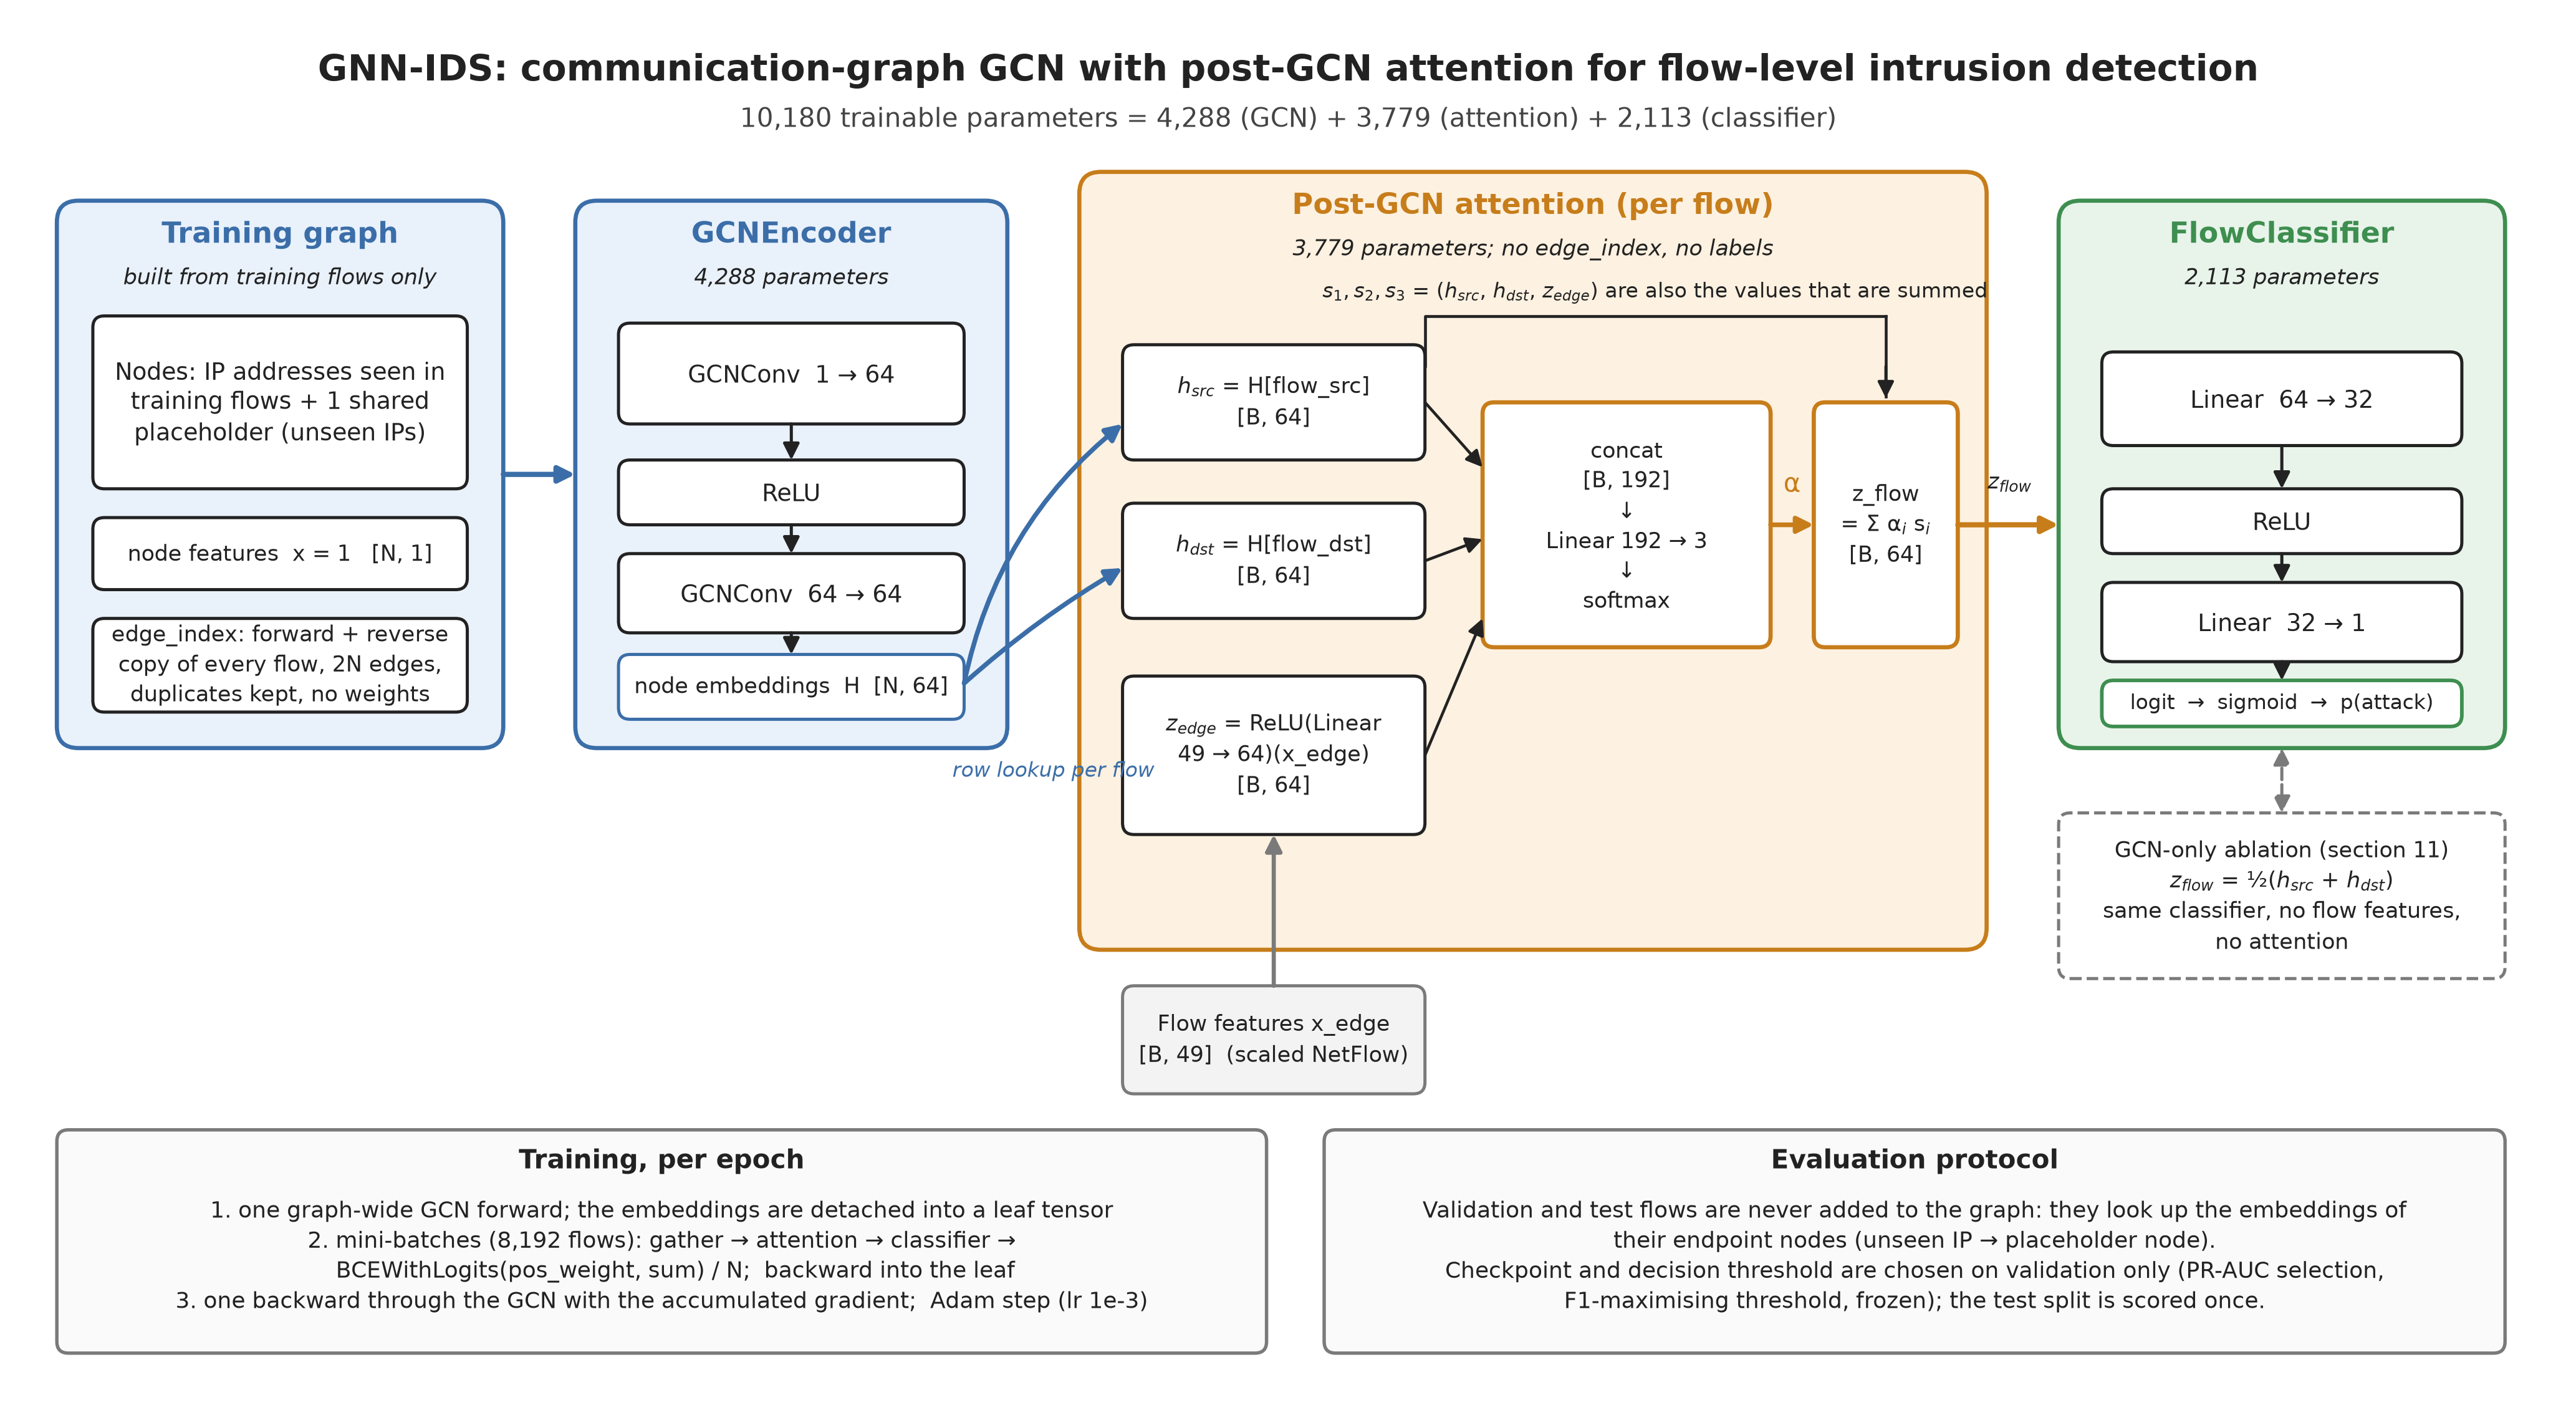 GNN-IDS: communication-graph GCN with post-GCN attention for flow-level intrusion detection
10,180 trainable parameters = 4,288 (GCN) + 3,779 (attention) + 2,113 (classifier)
Training graph
built from training flows only
Nodes: IP addresses seen in
training flows + 1 shared
placeholder (unseen IPs)
node features x = 1 [N, 1]
edge_index: forward + reverse
copy of every flow, 2N edges,
duplicates kept, no weights
GCNEncoder
4,288 parameters
GCNConv 1 → 64
ReLU
GCNConv 64 → 64
node embeddings H [N, 64]
row lookup per flow
Post-GCN attention (per flow)
3,779 parameters; no edge_index, no labels
s₁, s₂, s₃ = (h_src, h_dst, z_edge) are also the values that are summed
h_src = H[flow_src]
[B, 64]
h_dst = H[flow_dst]
[B, 64]
z_edge = ReLU(Linear
49 → 64)(x_edge)
[B, 64]
concat
[B, 192]
↓
Linear 192 → 3
↓
softmax
α
z_flow
= Σ α_i s_i
[B, 64]
z_flow
Flow features x_edge
[B, 49] (scaled NetFlow)
FlowClassifier
2,113 parameters
Linear 64 → 32
ReLU
Linear 32 → 1
logit → sigmoid → p(attack)
GCN-only ablation (section 11)
z_flow = ½(h_src + h_dst)
same classifier, no flow features,
no attention
Training, per epoch
1. one graph-wide GCN forward; the embeddings are detached into a leaf tensor
2. mini-batches (8,192 flows): gather → attention → classifier →
BCEWithLogits(pos_weight, sum) / N; backward into the leaf
3. one backward through the GCN with the accumulated gradient; Adam step (lr 1e-3)
Evaluation protocol
Validation and test flows are never added to the graph: they look up the embeddings of
their endpoint nodes (unseen IP → placeholder node).
Checkpoint and decision threshold are chosen on validation only (PR-AUC selection,
F1-maximising threshold, frozen); the test split is scored once.